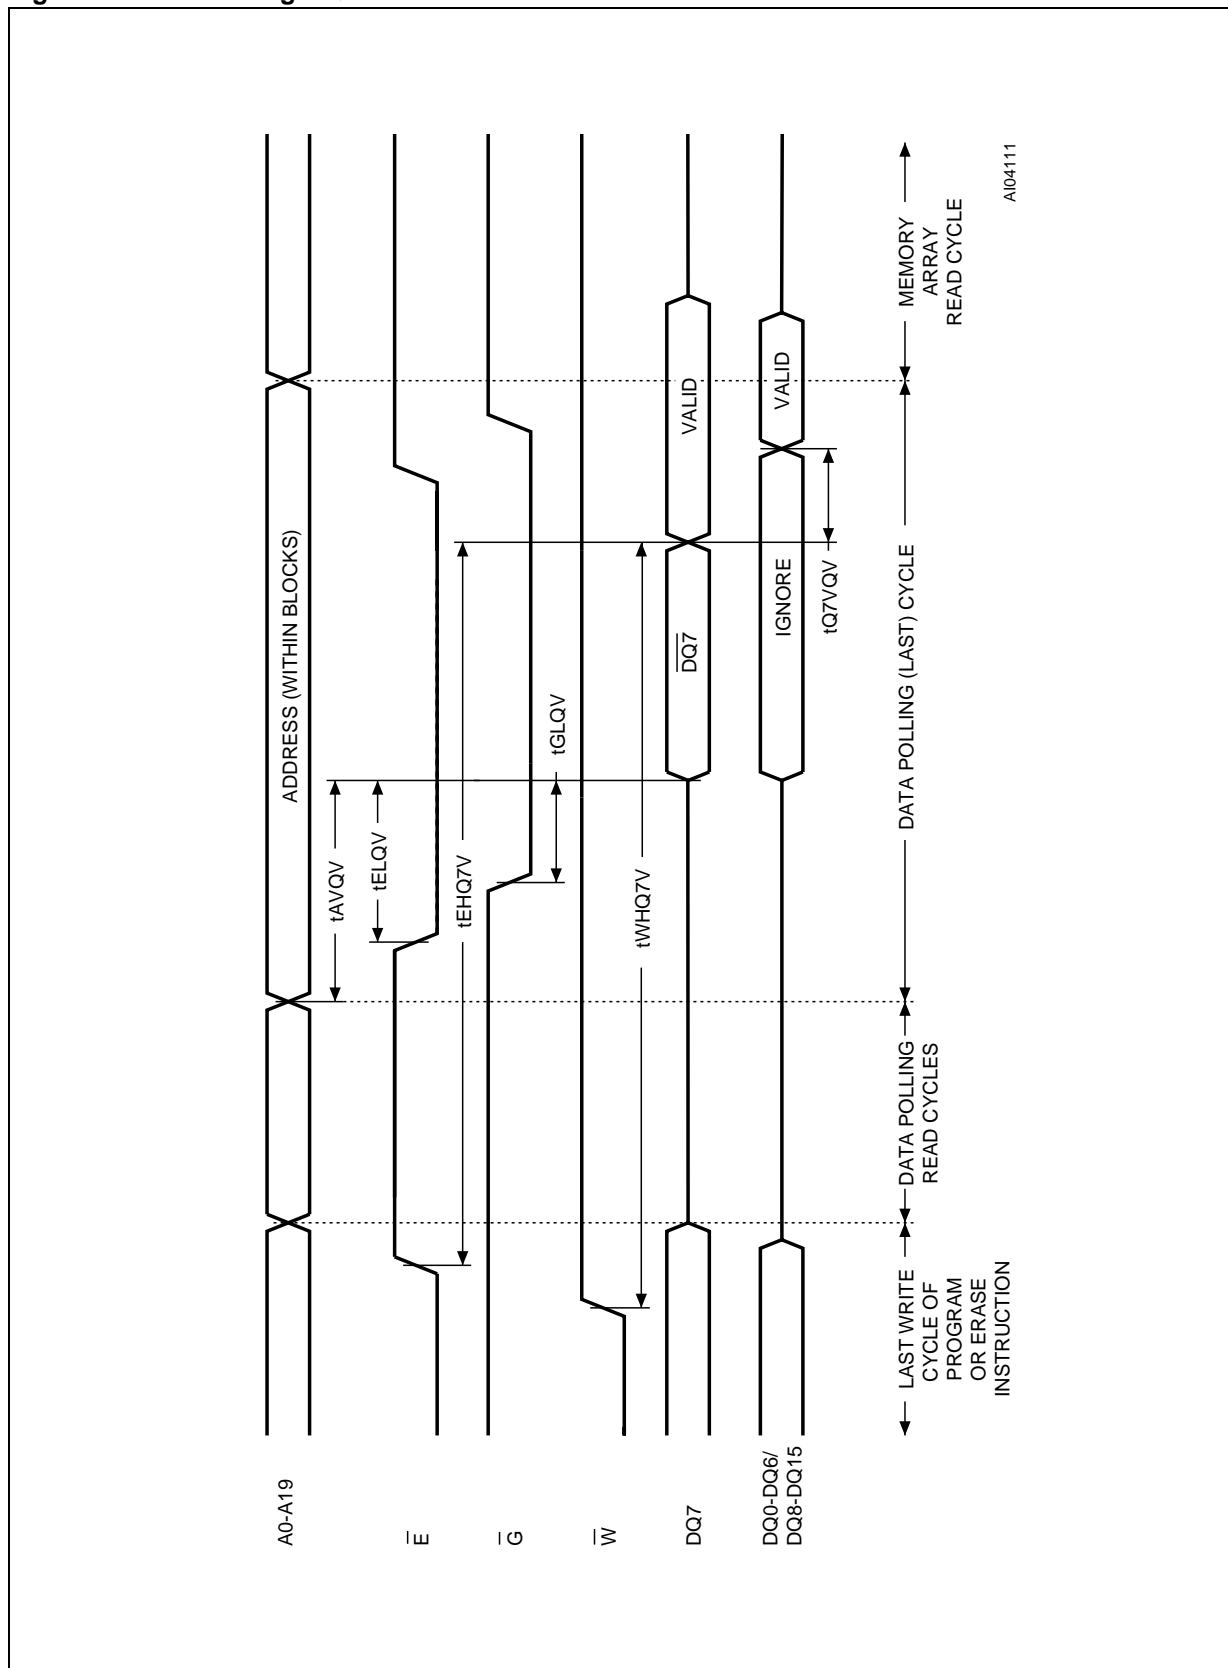 A0-A19
ADDRESS (WITHIN BLOCKS)
tAVQV
tELQV
E
tEHQ7V
G
tGLQV
W
tWHQ7V
DQ7
DQ7
VALID
DQ0-DQ6/
DQ8-DQ15
IGNORE
VALID
tQ7VQV
LAST WRITE
CYCLE OF
PROGRAM
OR ERASE
INSTRUCTION
DATA POLLING
READ CYCLES
DATA POLLING (LAST) CYCLE
MEMORY
ARRAY
READ CYCLE
AI04111